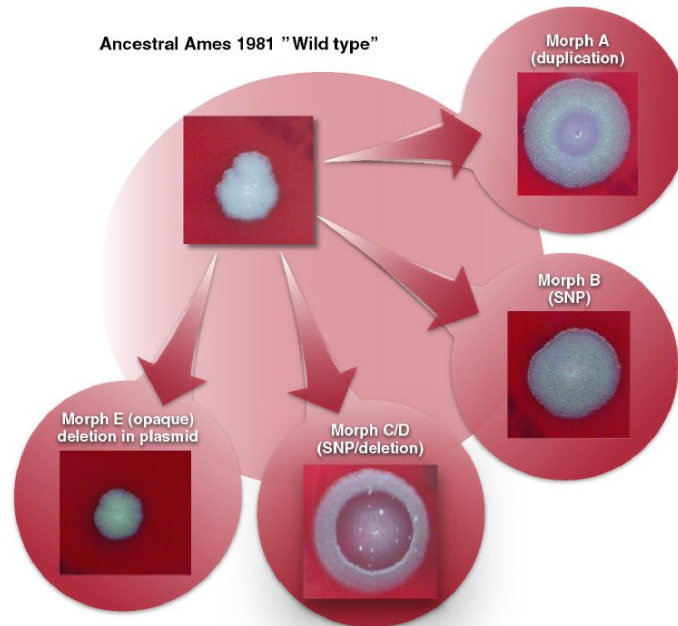 Ancestral Ames 1981 ”Wild type”
Morph A
(duplication)
Morph B
(SNP)
Morph E (opaque)
deletion in plasmid
Morph C/D
(SNP/deletion)